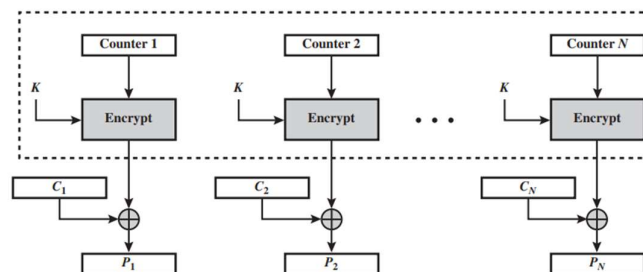 Counter 1 Counter 2 Counter N
K K K
Encrypt Encrypt • • • Encrypt
C1 C2 CN
P1 P2 PN